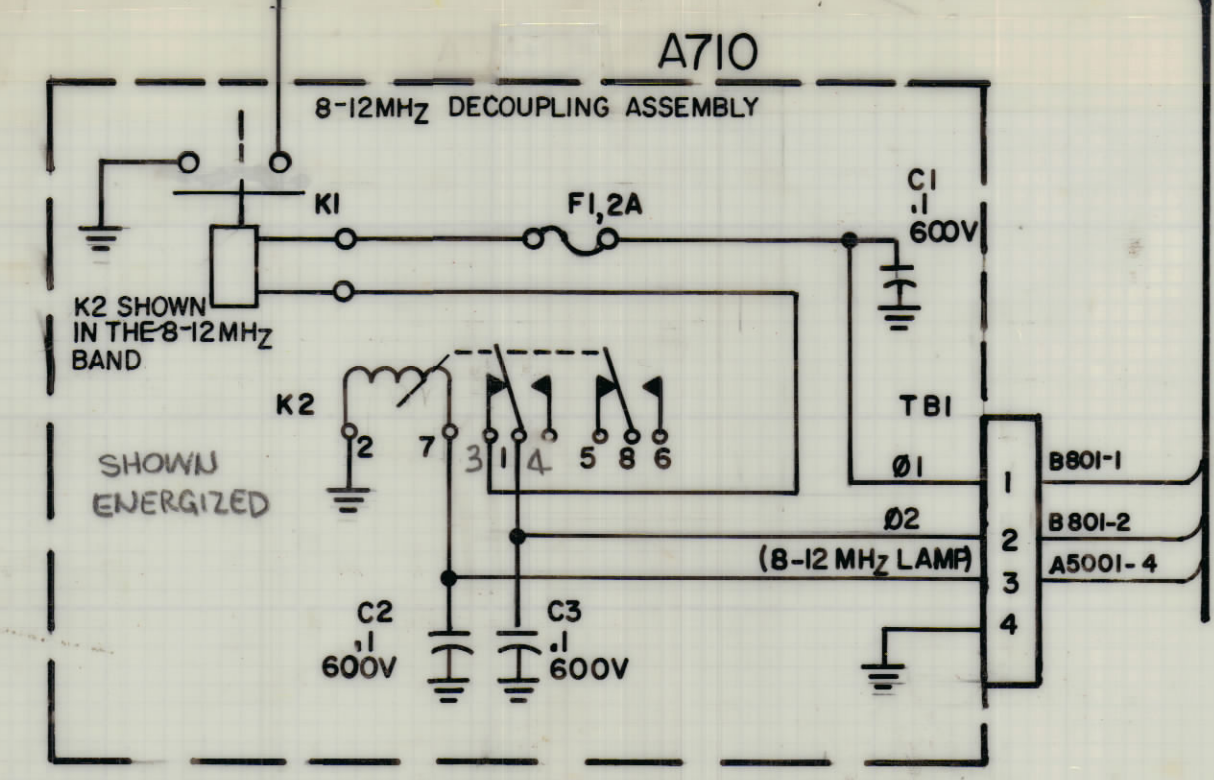 A710
8-12MHZ DECOUPLING ASSEMBLY
K1
F1,2A
C1
.1
600V
K2 SHOWN
IN THE 8-12MHZ
BAND
K2
2
7
3
1
4
5
8
6
SHOWN
ENERGIZED
TB1
Ø1
1
B801-1
Ø2
2
B801-2
(8-12 MHZ LAMP)
3
A5001-4
4
C2
.1
600V
C3
.1
600V